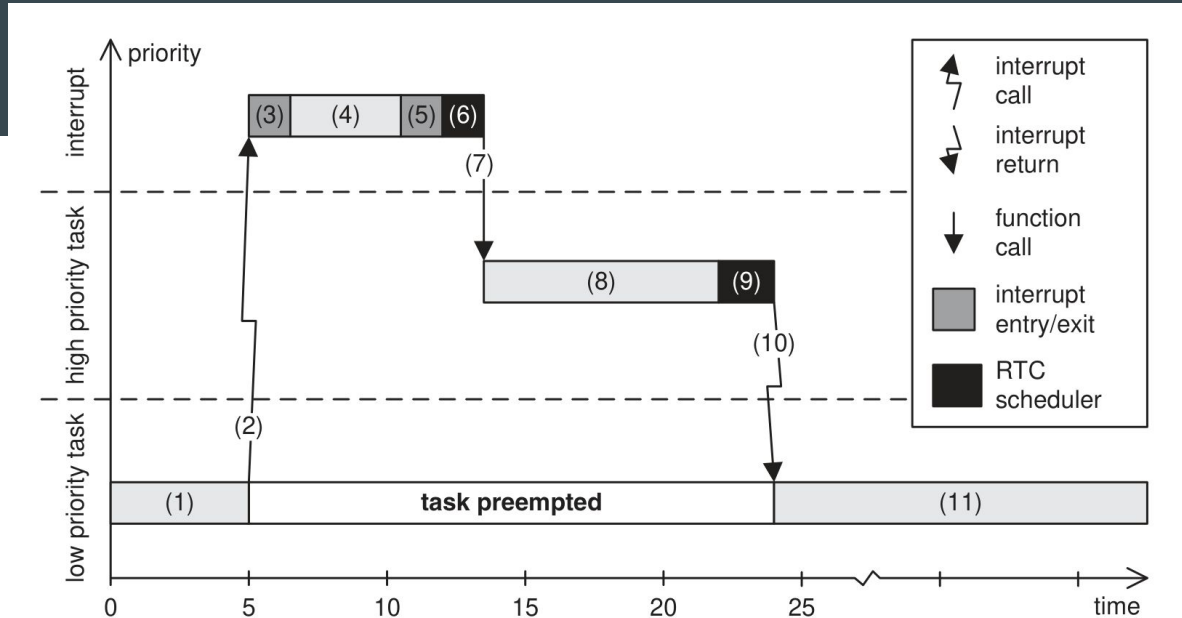 priority
interrupt
(3)
(4)
(5)
(6)
(7)
high priority task
(8)
(9)
(10)
(2)
low priority task
(1)
task preempted
(11)
0
5
10
15
20
25
time
interrupt
call
interrupt
return
function
call
interrupt
entry/exit
RTC
scheduler